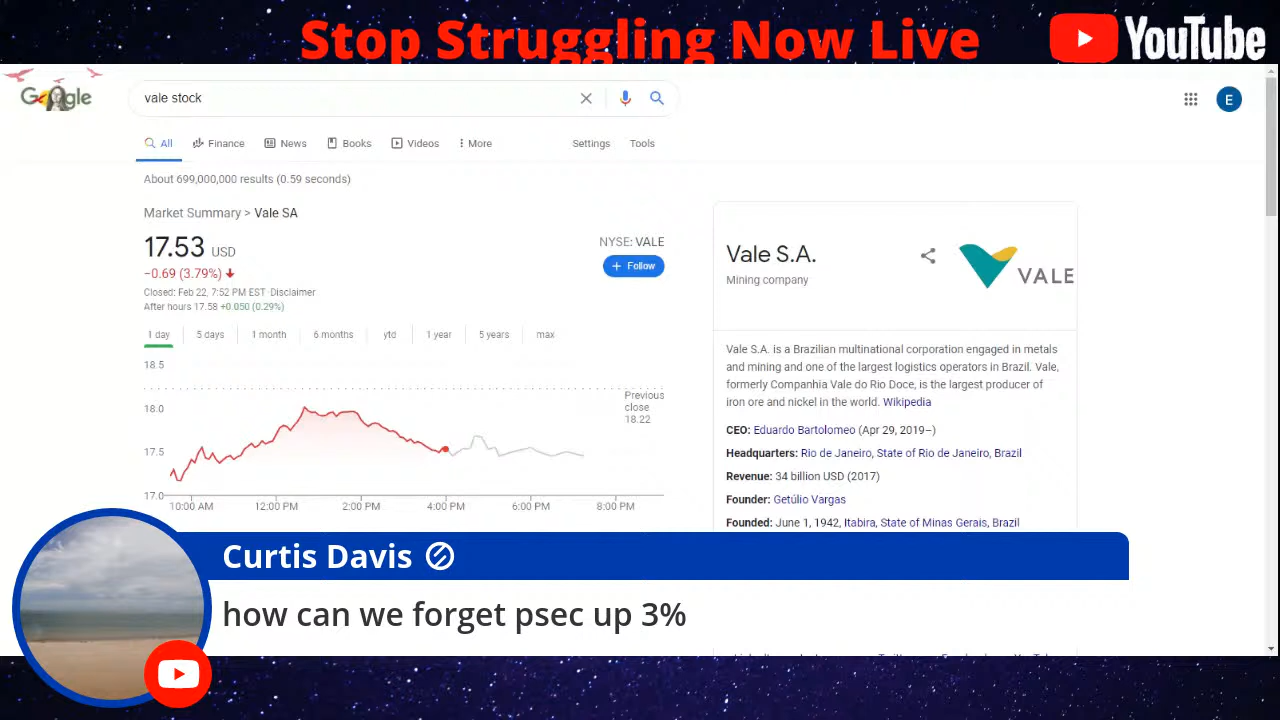 Stop Struggling Now Live
YouTube
Google
vale stock
E
All
Finance
News
Books
Videos
More
Settings
Tools
About 699,000,000 results (0.59 seconds)
Market Summary > Vale SA
17.53 USD
NYSE: VALE
−0.69 (3.79%)
+ Follow
Closed: Feb 22, 7:52 PM EST · Disclaimer
After hours 17.58 +0.050 (0.29%)
1 day
5 days
1 month
6 months
ytd
1 year
5 years
max
18.5
18.0
17.5
17.0
Previous
close
18.22
10:00 AM
12:00 PM
2:00 PM
4:00 PM
6:00 PM
8:00 PM
Vale S.A.
Mining company
VALE
Vale S.A. is a Brazilian multinational corporation engaged in metals
and mining and one of the largest logistics operators in Brazil. Vale,
formerly Companhia Vale do Rio Doce, is the largest producer of
iron ore and nickel in the world. Wikipedia
CEO: Eduardo Bartolomeo (Apr 29, 2019–)
Headquarters: Rio de Janeiro, State of Rio de Janeiro, Brazil
Revenue: 34 billion USD (2017)
Founder: Getúlio Vargas
Founded: June 1, 1942, Itabira, State of Minas Gerais, Brazil
Curtis Davis
how can we forget psec up 3%